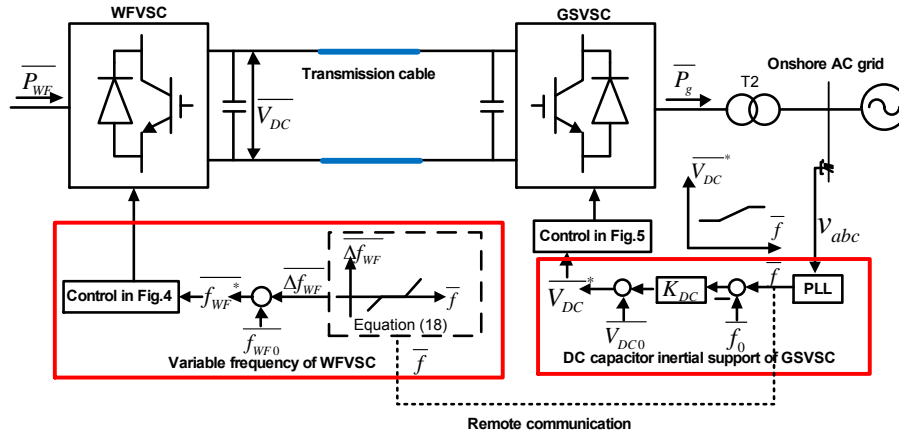 WFVSC
GSVSC
P_WF
V_DC
Transmission cable
P_g
T2
Onshore AC grid
V_DC*
f
v_abc
Control in Fig.5
Δf_WF
f
Equation (18)
Control in Fig.4
f_WF*
Δf_WF
f_WF0
Variable frequency of WFVSC
f
V_DC*
K_DC
f
PLL
V_DC0
f_0
DC capacitor inertial support of GSVSC
Remote communication